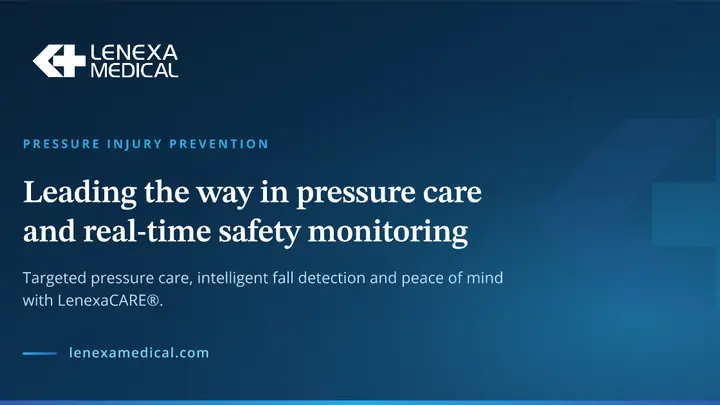 LENEXA
MEDICAL
PRESSURE INJURY PREVENTION
Leading the way in pressure care
and real-time safety monitoring
Targeted pressure care, intelligent fall detection and peace of mind
with LenexaCARE®.
lenexamedical.com